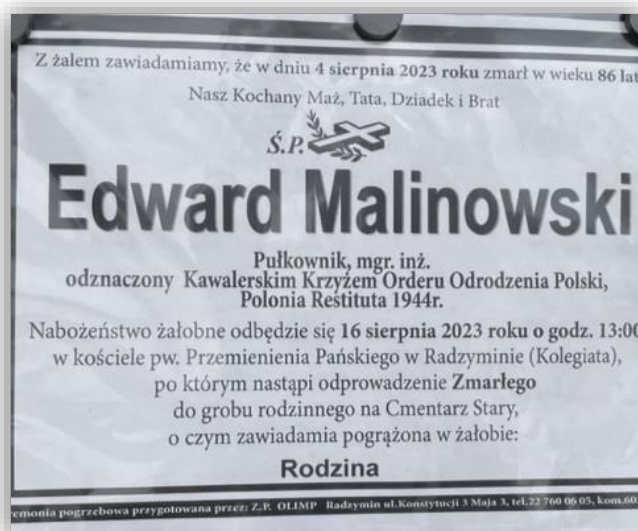 Z żalem zawiadamiamy, że w dniu 4 sierpnia 2023 roku zmarł w wieku 86 lat
Nasz Kochany Maż, Tata, Dziadek i Brat
Ś.P.
Edward Malinowski
Pułkownik, mgr. inż.
odznaczony Kawalerskim Krzyżem Orderu Odrodzenia Polski,
Polonia Restituta 1944r.
Nabożeństwo żałobne odbędzie się 16 sierpnia 2023 roku o godz. 13:00
w kościele pw. Przemienienia Pańskiego w Radzyminie (Kolegiata),
po którym nastąpi odprowadzenie Zmarłego
do grobu rodzinnego na Cmentarz Stary,
o czym zawiadamia pogrążona w żałobie:
Rodzina
emonia pogrzebowa przygotowana przez: Z.P. OLIMP Radzymin ul.Konstytucji 3 Maja 3, tel.22 760 06 05, kom.60